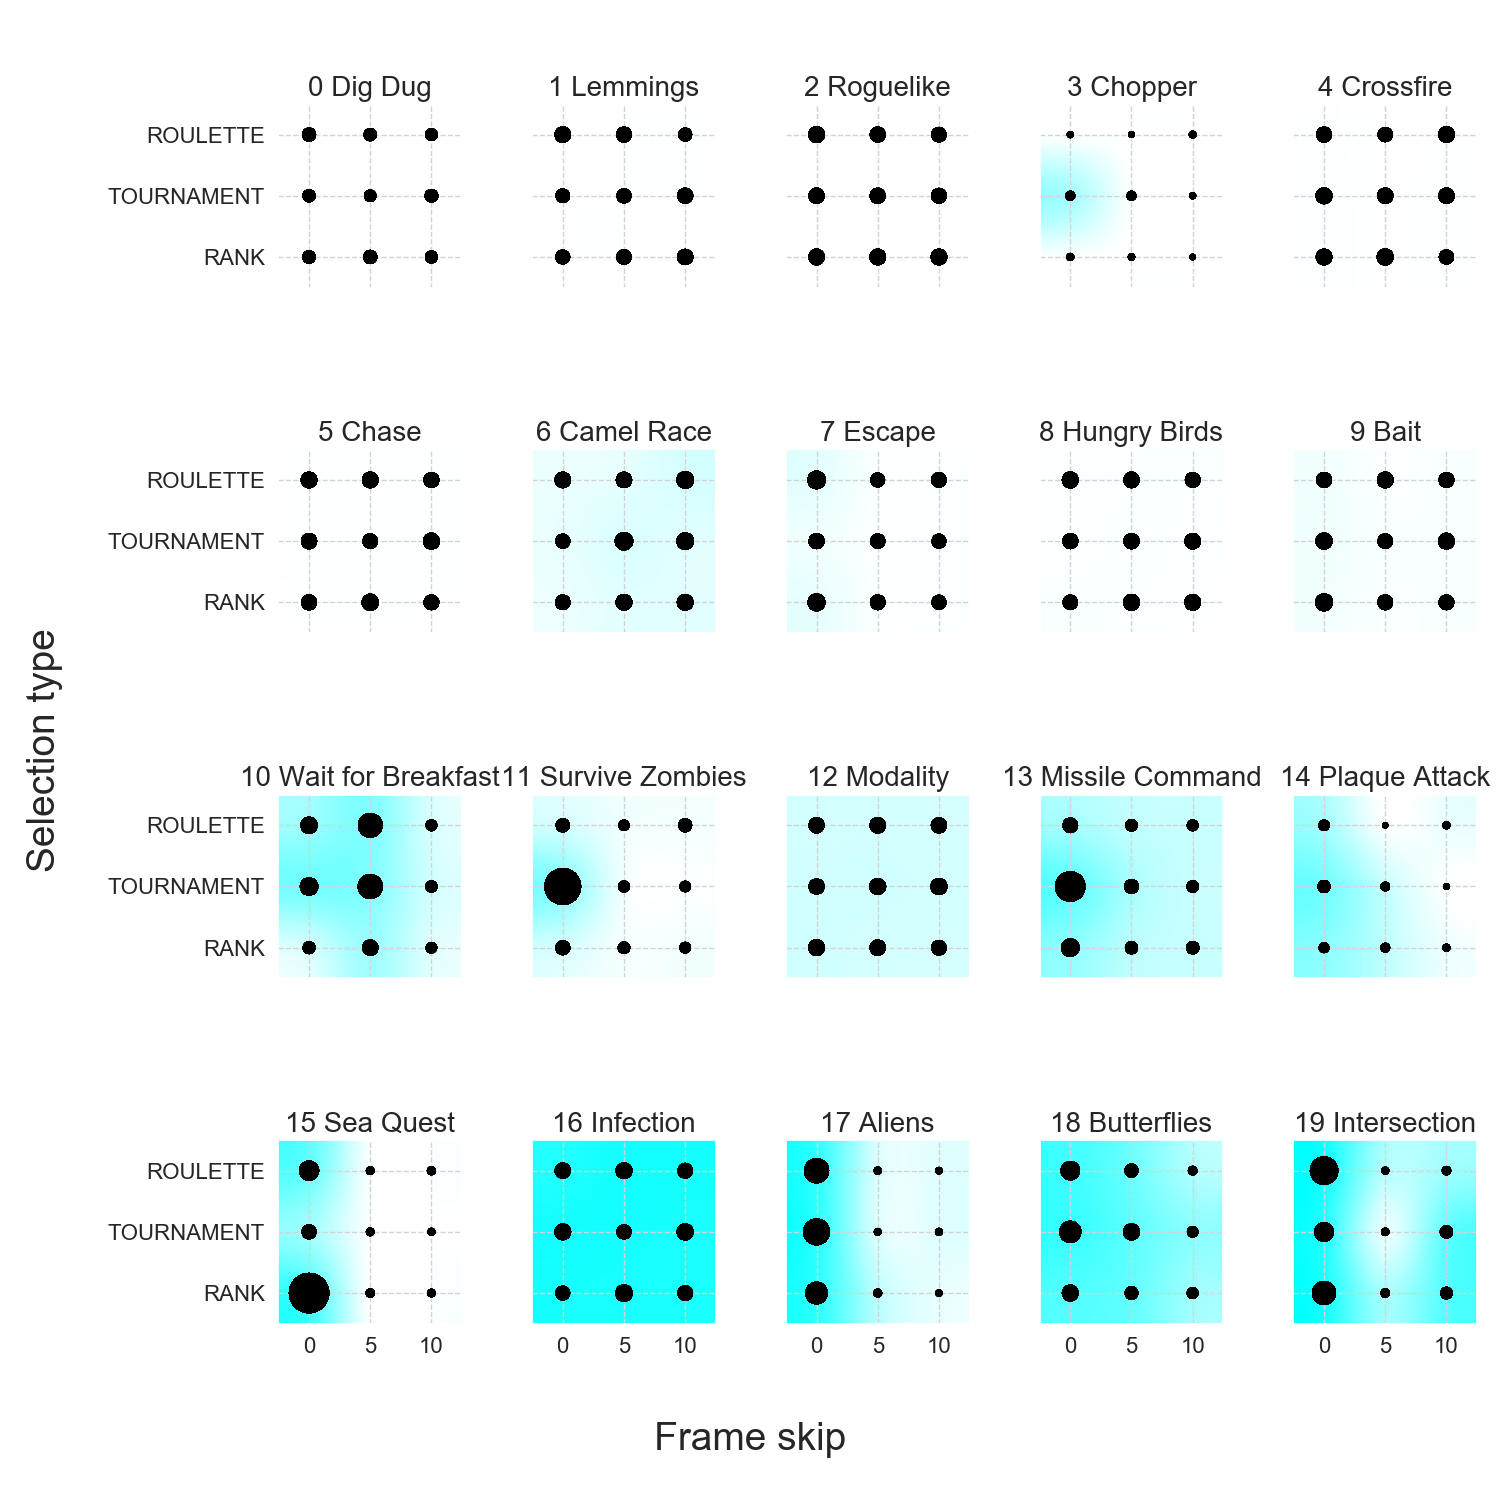 0 Dig Dug
1 Lemmings
2 Roguelike
3 Chopper
4 Crossfire
ROULETTE
TOURNAMENT
RANK
5 Chase
6 Camel Race
7 Escape
8 Hungry Birds
9 Bait
ROULETTE
TOURNAMENT
RANK
Selection type
10 Wait for Breakfast
11 Survive Zombies
12 Modality
13 Missile Command
14 Plaque Attack
ROULETTE
TOURNAMENT
RANK
15 Sea Quest
16 Infection
17 Aliens
18 Butterflies
19 Intersection
ROULETTE
TOURNAMENT
RANK
0 5 10
0 5 10
0 5 10
0 5 10
0 5 10
Frame skip